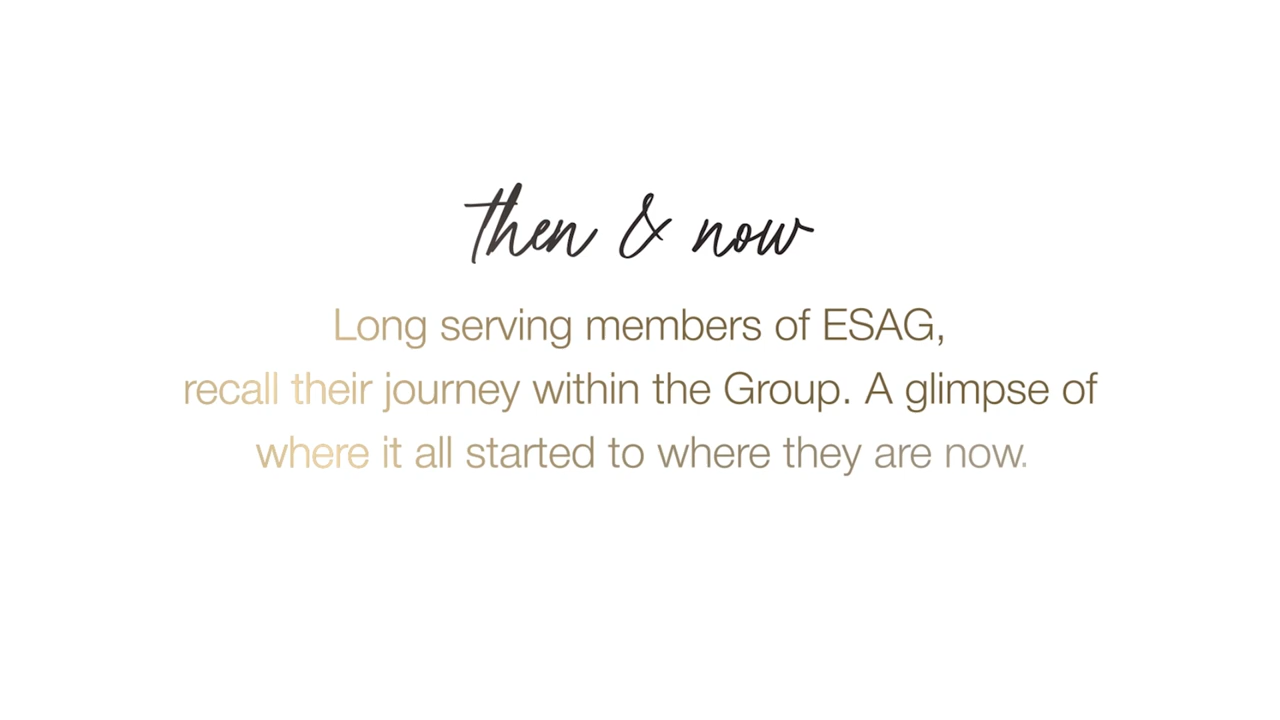 then & now
Long serving members of ESAG,
recall their journey within the Group. A glimpse of
where it all started to where they are now.